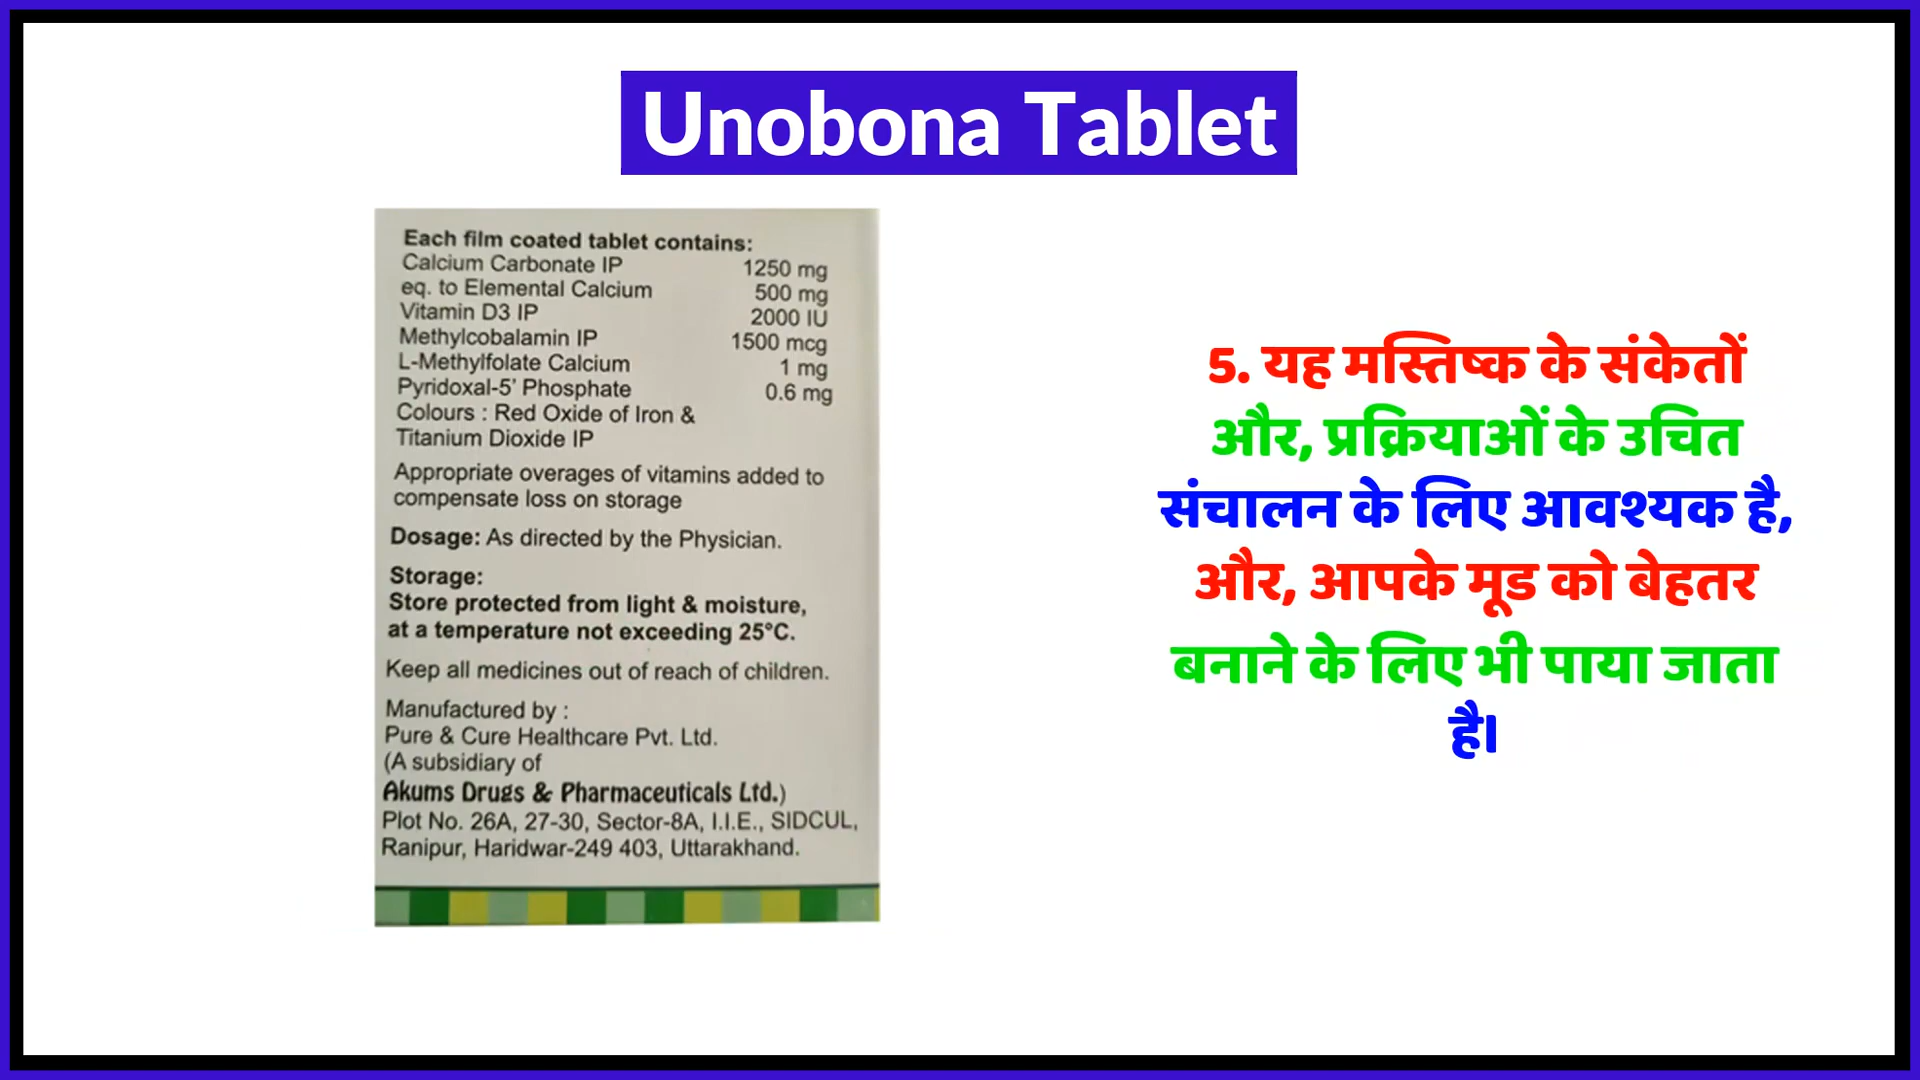 Unobona Tablet
Each film coated tablet contains:
Calcium Carbonate IP 1250 mg
eq. to Elemental Calcium 500 mg
Vitamin D3 IP 2000 IU
Methylcobalamin IP 1500 mcg
L-Methylfolate Calcium 1 mg
Pyridoxal-5' Phosphate 0.6 mg
Colours : Red Oxide of Iron &
Titanium Dioxide IP
Appropriate overages of vitamins added to
compensate loss on storage
Dosage: As directed by the Physician.
Storage:
Store protected from light & moisture,
at a temperature not exceeding 25°C.
Keep all medicines out of reach of children.
Manufactured by :
Pure & Cure Healthcare Pvt. Ltd.
(A subsidiary of
Akums Drugs & Pharmaceuticals Ltd.)
Plot No. 26A, 27-30, Sector-8A, I.I.E., SIDCUL,
Ranipur, Haridwar-249 403, Uttarakhand.
5. यह मस्तिष्क के संकेतों
और, प्रक्रियाओं के उचित
संचालन के लिए आवश्यक है,
और, आपके मूड को बेहतर
बनाने के लिए भी पाया जाता
है।